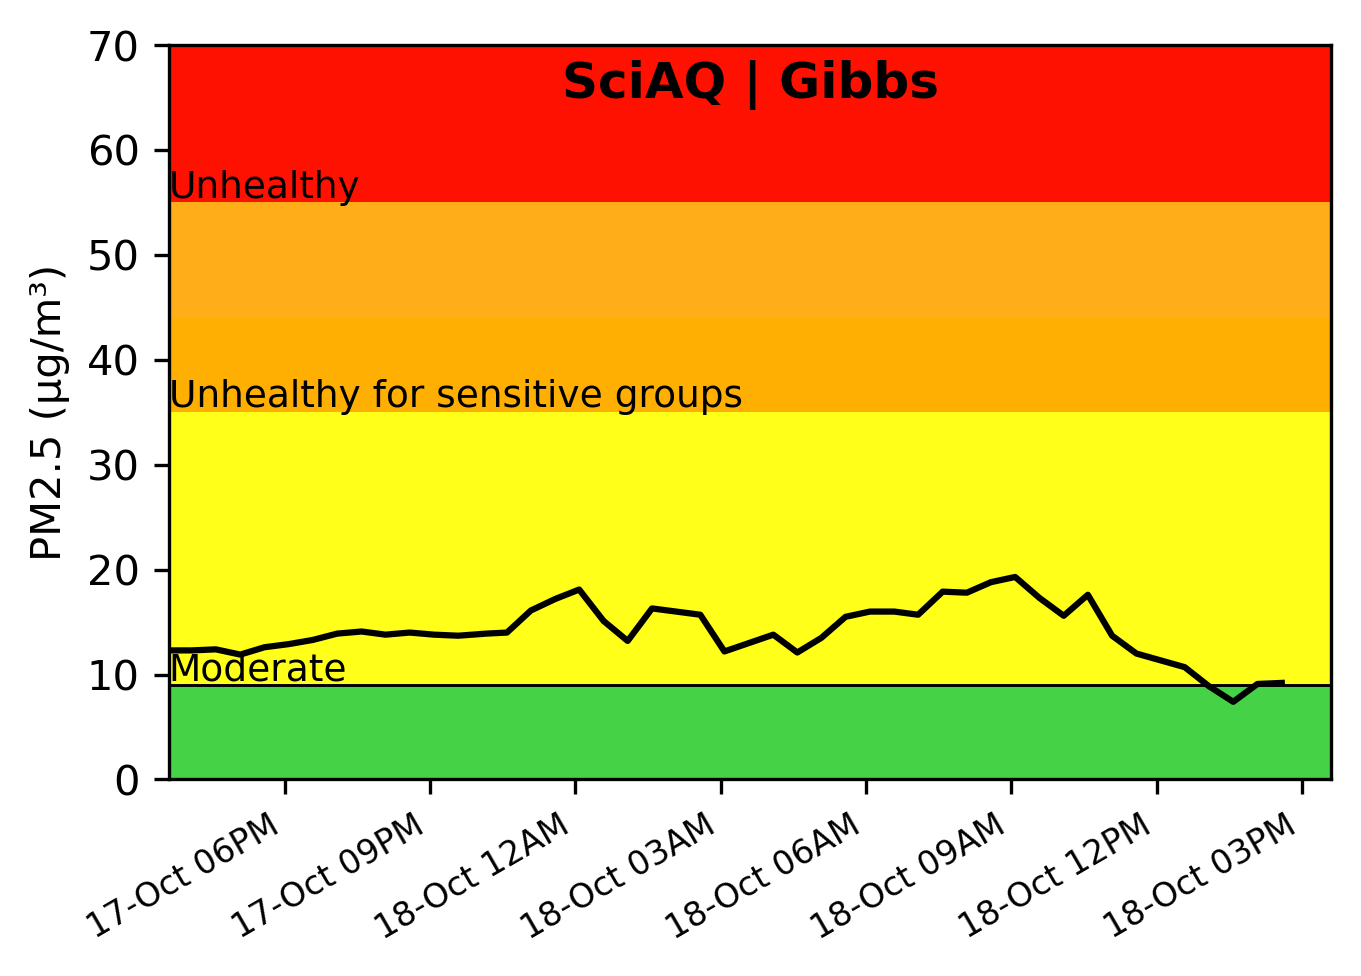 SciAQ | Gibbs
70
60
50
40
30
20
10
0
PM2.5 (µg/m³)
Unhealthy
Unhealthy for sensitive groups
Moderate
17-Oct 06PM
17-Oct 09PM
18-Oct 12AM
18-Oct 03AM
18-Oct 06AM
18-Oct 09AM
18-Oct 12PM
18-Oct 03PM